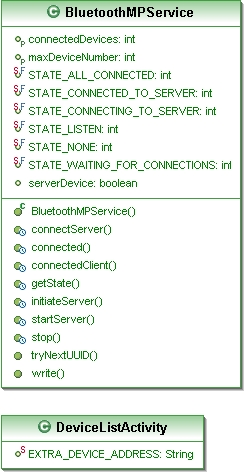 BluetoothMPService
connectedDevices: int
maxDeviceNumber: int
STATE_ALL_CONNECTED: int
STATE_CONNECTED_TO_SERVER: int
STATE_CONNECTING_TO_SERVER: int
STATE_LISTEN: int
STATE_NONE: int
STATE_WAITING_FOR_CONNECTIONS: int
serverDevice: boolean
BluetoothMPService()
connectServer()
connected()
connectedClient()
getState()
initiateServer()
startServer()
stop()
tryNextUUID()
write()
DeviceListActivity
EXTRA_DEVICE_ADDRESS: String